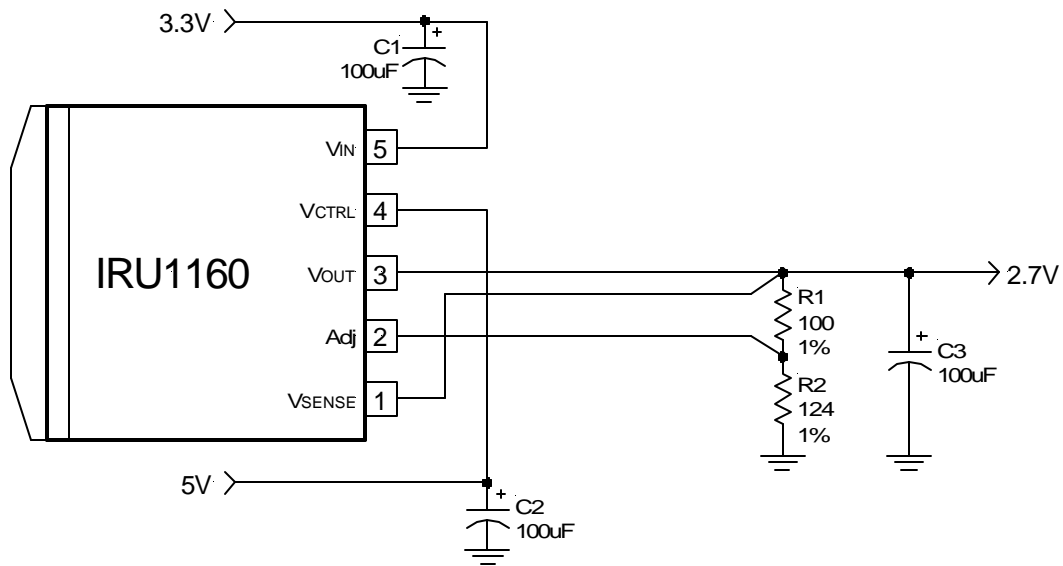 3.3V
+
C1
100uF
VIN 5
VCTRL 4
IRU1160
VOUT 3
2.7V
R1
100
1%
Adj 2
+
C3
100uF
R2
124
1%
VSENSE 1
5V
+
C2
100uF